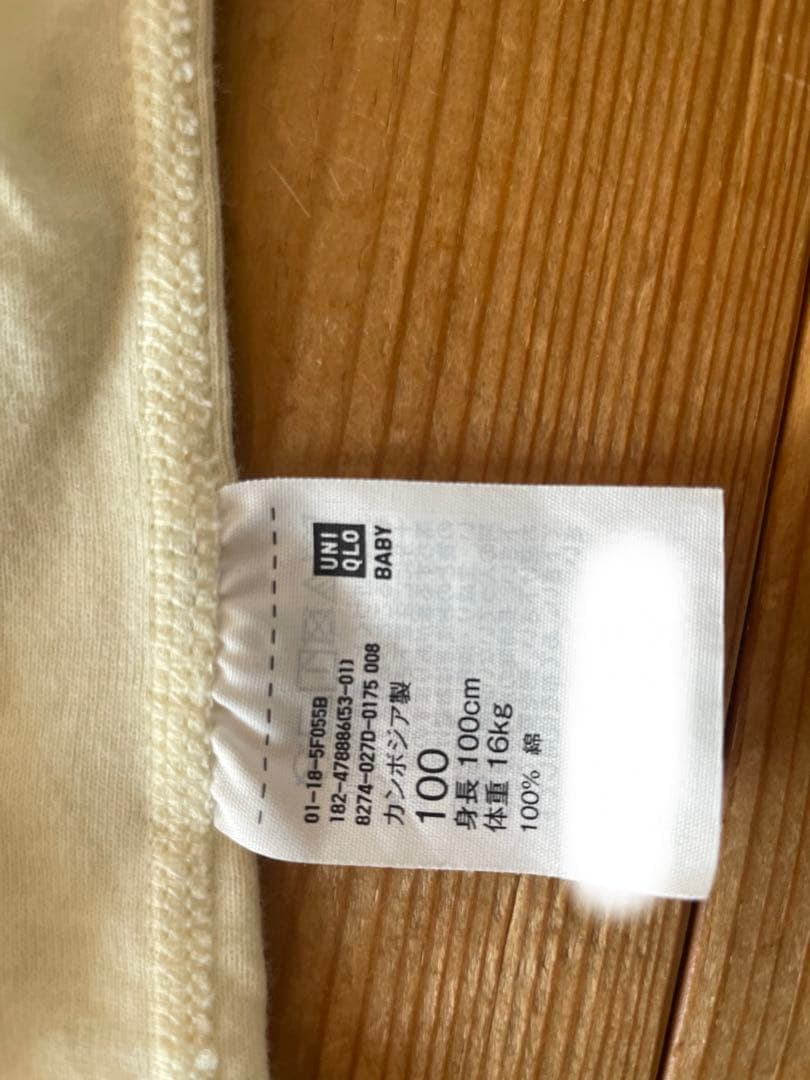 UNI
QLO
BABY
01-18-5F055B
182-478886(53-01)
8274-027D-0175 008
カンボジア製
100
身長 100cm
体重 16kg
100% 綿